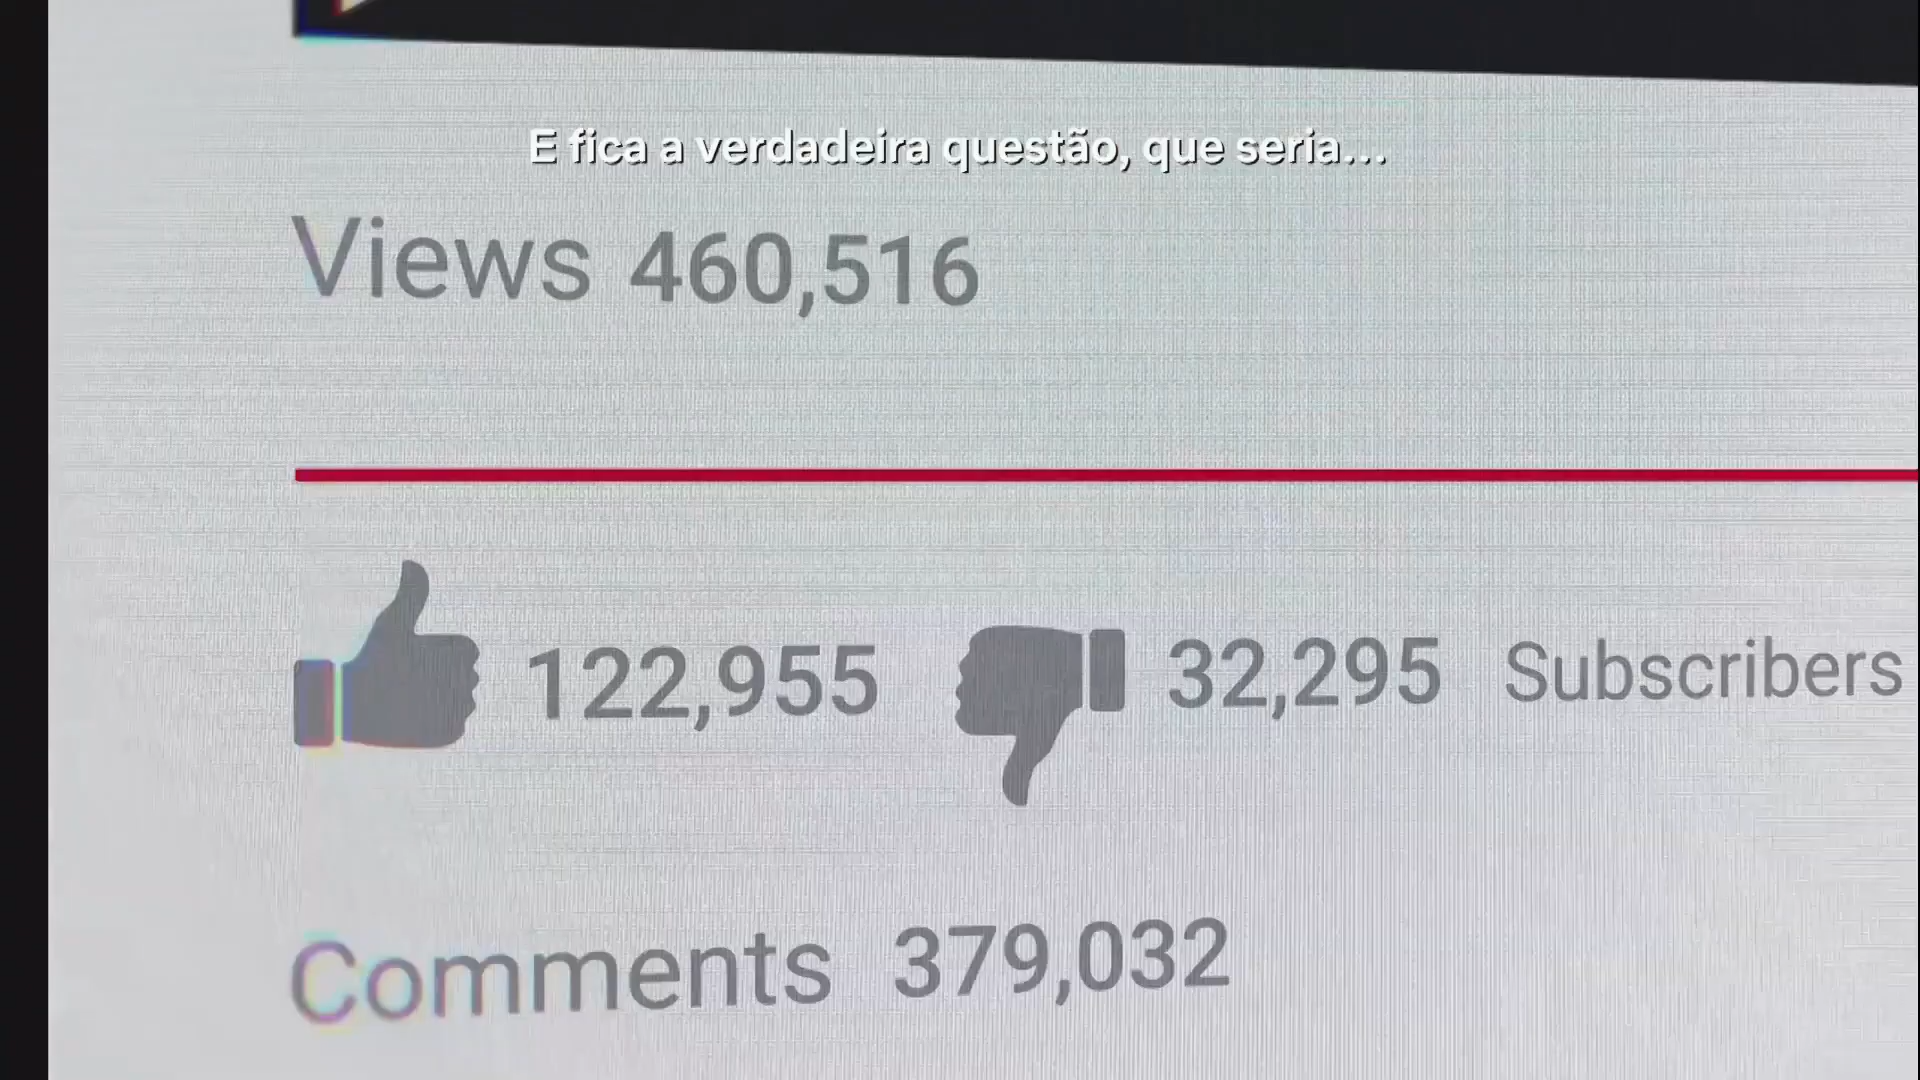 E fica a verdadeira questão, que seria...
Views 460,516
122,955 32,295 Subscribers
Comments 379,032